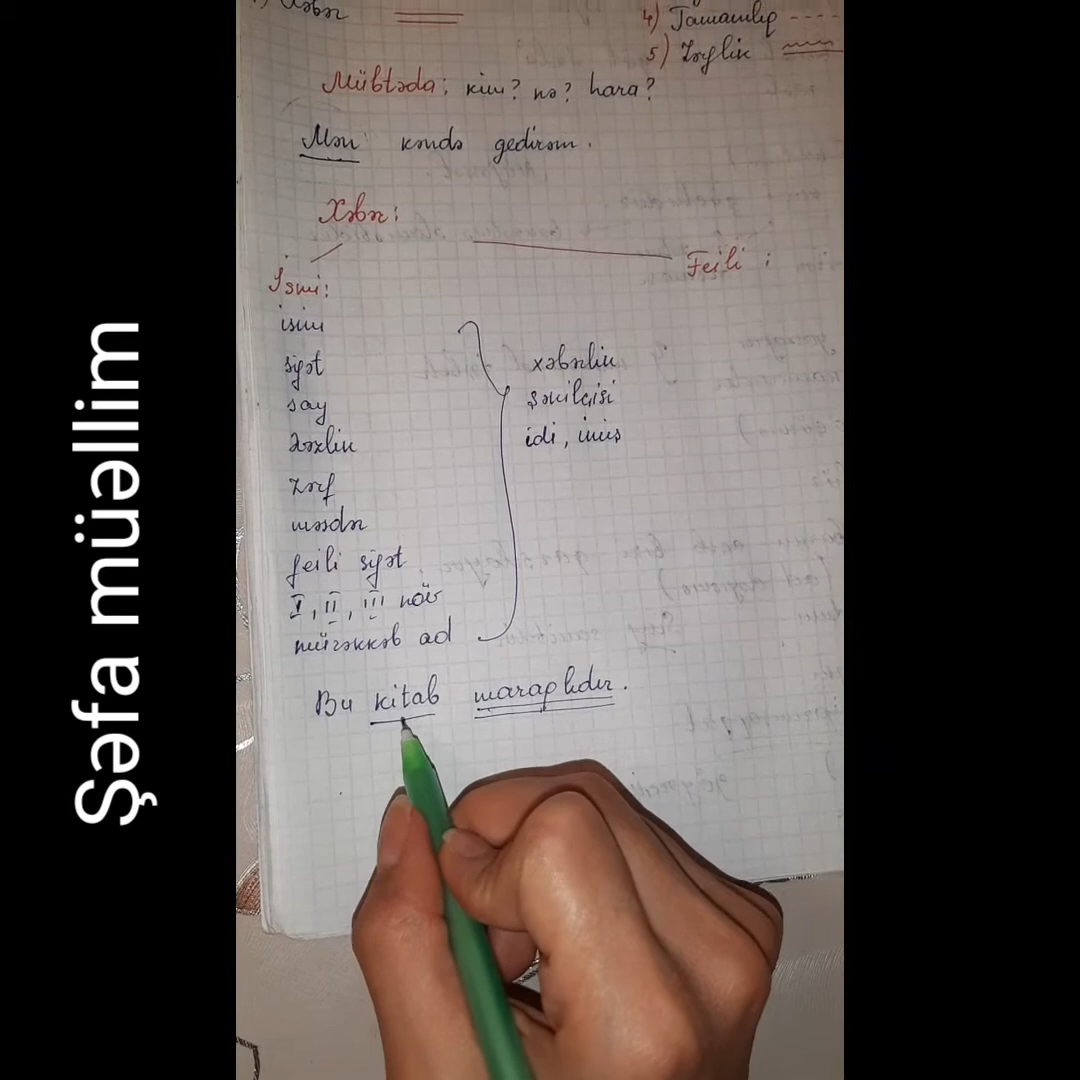 Xəbər
4) Tamamlıq
5) Zərflik
Mübtəda: kim? nə? hara?
Mən kəndə gedirəm.
Xəbər:
İsmi:
Feili:
isim
sifət
say
əvəzlik
zərf
məsdər
feili sifət
I, II, III növ
mürəkkəb ad
xəbərlik
şəkilçisi
idi, imiş
Bu kitab maraqlıdır.
Şəfa müəllim